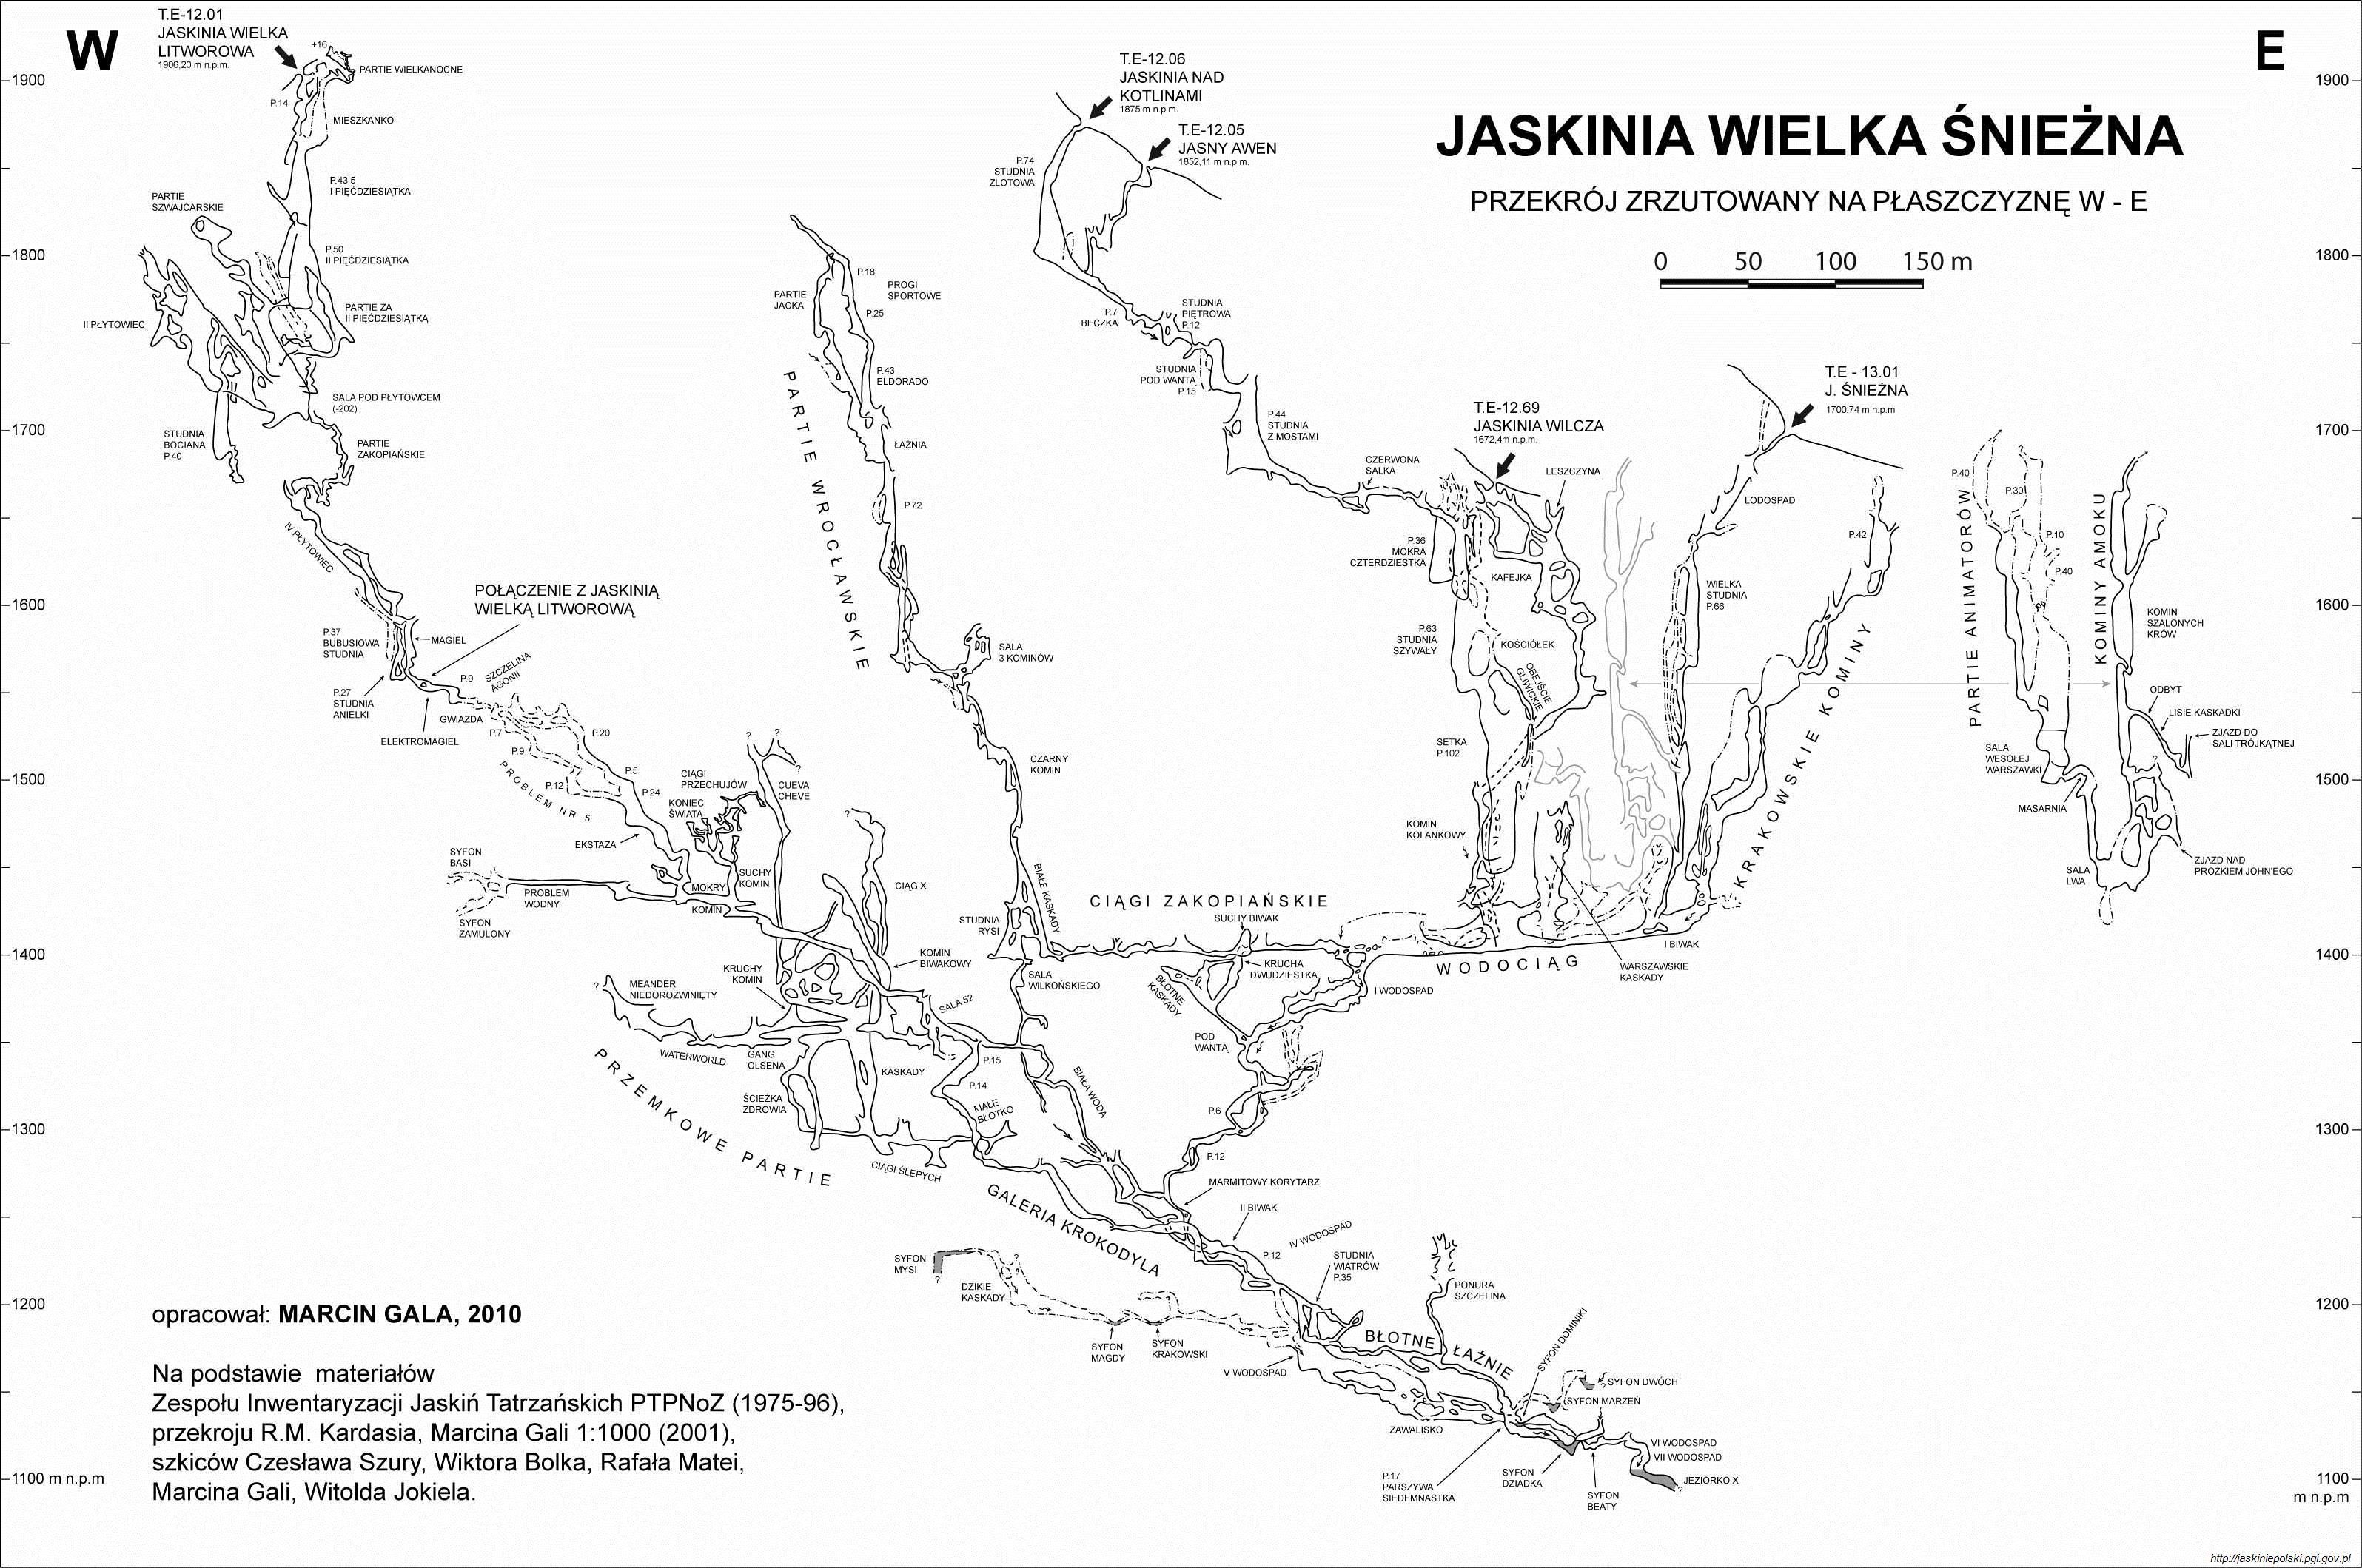 W
E
T.E-12.01
JASKINIA WIELKA
LITWOROWA
1906,20 m n.p.m.
+16
PARTIE WIELKANOCNE
P.14
MIESZKANKO
P.43,5
I PIĘĆDZIESIĄTKA
PARTIE
SZWAJCARSKIE
P.50
II PIĘĆDZIESIĄTKA
PARTIE ZA
II PIĘĆDZIESIĄTKĄ
II PŁYTOWIEC
SALA POD PŁYTOWCEM
(-202)
STUDNIA
BOCIANA
P.40
PARTIE
ZAKOPIAŃSKIE
IV PŁYTOWIEC
POŁĄCZENIE Z JASKINIĄ
WIELKĄ LITWOROWĄ
P.37
BUBUSIOWA
STUDNIA
MAGIEL
P.27
STUDNIA
ANIELKI
P.9
SZCZELINA
AGONII
GWIAZDA
ELEKTROMAGIEL
P.7
P.9
P.12
P.20
P.5
P.24
PROBLEM NR 5
EKSTAZA
1900
1800
1700
1600
1500
1400
1300
1200
1100 m n.p.m
T.E-12.06
JASKINIA NAD
KOTLINAMI
1875 m n.p.m.
T.E-12.05
JASNY AWEN
1852,11 m n.p.m.
P.74
STUDNIA
ZLOTOWA
JASKINIA WIELKA ŚNIEŻNA
PRZEKRÓJ ZRZUTOWANY NA PŁASZCZYZNĘ W - E
0 50 100 150 m
PARTIE
JACKA
P.18
PROGI
SPORTOWE
P.25
P.43
ELDORADO
ŁAŹNIA
P.72
PARTIE WROCŁAWSKIE
SALA
3 KOMINÓW
CZARNY
KOMIN
BIAŁE KASKADY
STUDNIA
RYSI
SALA
WILKOŃSKIEGO
P.7
BECZKA
STUDNIA
PIĘTROWA
P.12
STUDNIA
POD WANTĄ
P.15
P.44
STUDNIA
Z MOSTAMI
CZERWONA
SALKA
T.E-12.69
JASKINIA WILCZA
1672,4m n.p.m.
LESZCZYNA
P.36
MOKRA
CZTERDZIESTKA
KAFEJKA
P.63
STUDNIA
SZYWAŁY
KOŚCIÓŁEK
OBEJŚCIE
GLIWICKIE
SETKA
P.102
KOMIN
KOLANKOWY
T.E - 13.01
J. ŚNIEŻNA
1700,74 m n.p.m
LODOSPAD
WIELKA
STUDNIA
P.66
P.42
KRAKOWSKIE KOMINY
I BIWAK
WARSZAWSKIE
KASKADY
WODOCIĄG
PARTIE ANIMATORÓW
P.40
P.30
P.10
P.40
SALA
WESOŁEJ
WARSZAWKI
MASARNIA
SALA
LWA
KOMINY AMOKU
KOMIN
SZALONYCH
KRÓW
ODBYT
LISIE KASKADKI
ZJAZD DO
SALI TRÓJKĄTNEJ
?
ZJAZD NAD
PROŻKIEM JOHN'EGO
?
?
?
?
CIĄGI
PRZECHUJÓW
KONIEC
ŚWIATA
CUEVA
CHEVE
?
SUCHY
KOMIN
MOKRY
KOMIN
CIĄG X
SYFON
BASI
PROBLEM
WODNY
SYFON
ZAMULONY
KOMIN
BIWAKOWY
KRUCHY
KOMIN
?
MEANDER
NIEDOROZWINIĘTY
SALA 52
WATERWORLD
GANG
OLSENA
KASKADY
P.15
P.14
MAŁE
BŁOTKO
ŚCIEŻKA
ZDROWIA
PRZEMKOWE PARTIE
CIĄGI ŚLEPYCH
BIAŁA WODA
CIĄGI ZAKOPIAŃSKIE
SUCHY BIWAK
KRUCHA
DWUDZIESTKA
BŁOTNE
KASKADY
I WODOSPAD
POD
WANTĄ
P.6
P.12
MARMITOWY KORYTARZ
GALERIA KROKODYLA
II BIWAK
P.12
IV WODOSPAD
STUDNIA
WIATRÓW
P.35
SYFON
MYSI
?
?
DZIKIE
KASKADY
SYFON
MAGDY
SYFON
KRAKOWSKI
V WODOSPAD
PONURA
SZCZELINA
BŁOTNE ŁAŹNIE
SYFON DOMINIKI
SYFON DWÓCH
?
SYFON MARZEŃ
ZAWALISKO
VI WODOSPAD
VII WODOSPAD
P.17
PARSZYWA
SIEDEMNASTKA
SYFON
DZIADKA
SYFON
BEATY
JEZIORKO X
?
1900
1800
1700
1600
1500
1400
1300
1200
1100
m n.p.m
opracował: MARCIN GALA, 2010
Na podstawie materiałów
Zespołu Inwentaryzacji Jaskiń Tatrzańskich PTPNoZ (1975-96),
przekroju R.M. Kardasia, Marcina Gali 1:1000 (2001),
szkiców Czesława Szury, Wiktora Bolka, Rafała Matei,
Marcina Gali, Witolda Jokiela.
http://jaskiniepolski.pgi.gov.pl